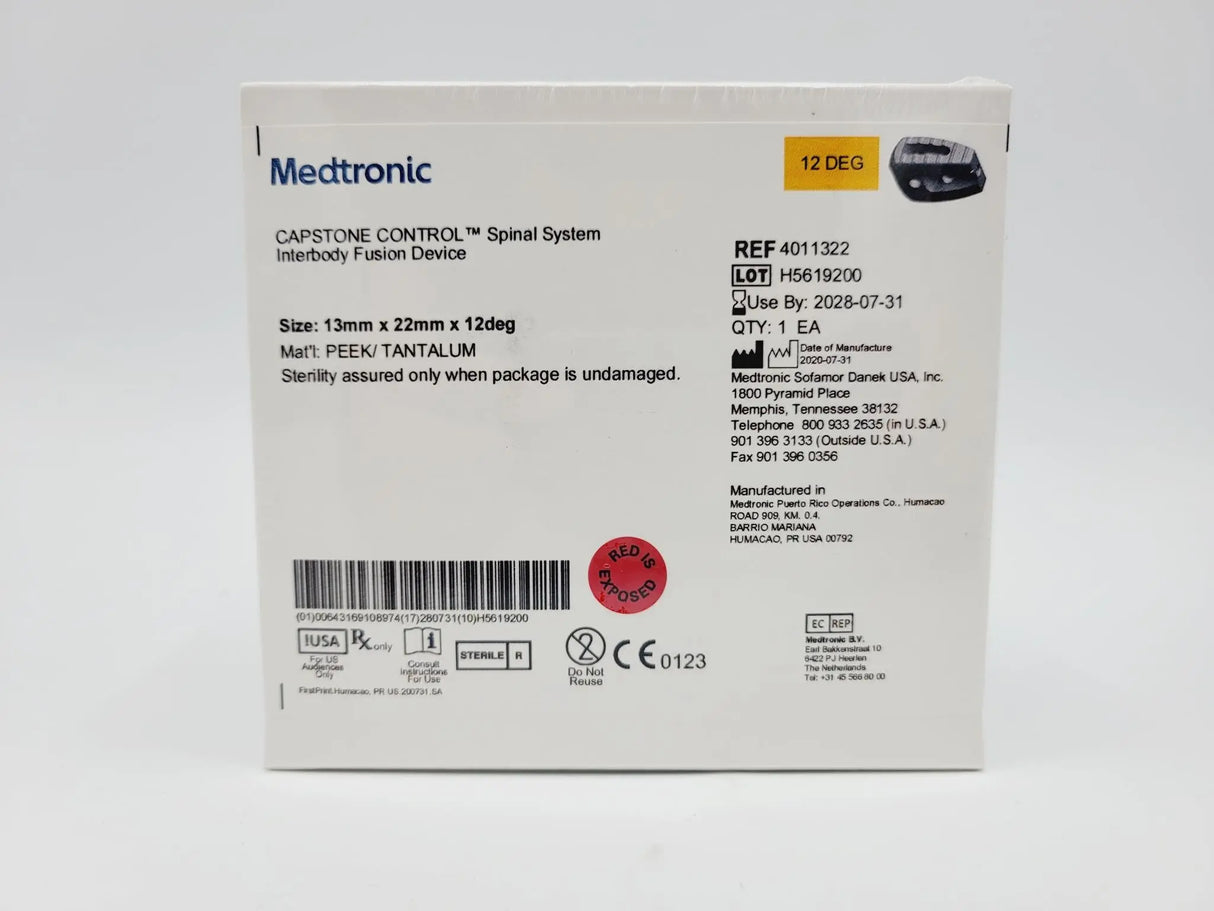 Medtronic
12 DEG
CAPSTONE CONTROL™ Spinal System
Interbody Fusion Device
Size: 13mm x 22mm x 12deg
Mat'l: PEEK/ TANTALUM
Sterility assured only when package is undamaged.
REF 4011322
LOT H5619200
Use By: 2028-07-31
QTY: 1 EA
Date of Manufacture
2020-07-31
Medtronic Sofamor Danek USA, Inc.
1800 Pyramid Place
Memphis, Tennessee 38132
Telephone 800 933 2635 (in U.S.A.)
901 396 3133 (Outside U.S.A.)
Fax 901 396 0356
Manufactured in
Medtronic Puerto Rico Operations Co., Humacao
ROAD 909, KM. 0.4,
BARRIO MARIANA
HUMACAO, PR USA 00792
RED IS
EXPOSED
(01)00643169108974(17)280731(10)H5619200
!USA
For US
Audiences
Only
Rx only
i
Consult
Instructions
For Use
STERILE R
2
Do Not
Reuse
CE 0123
EC REP
Medtronic B.V.
Earl Bakkenstraat 10
6422 PJ Heerlen
The Netherlands
Tel: +31 45 566 80 00
FirstPrint.Humacao, PR US.200731.SA